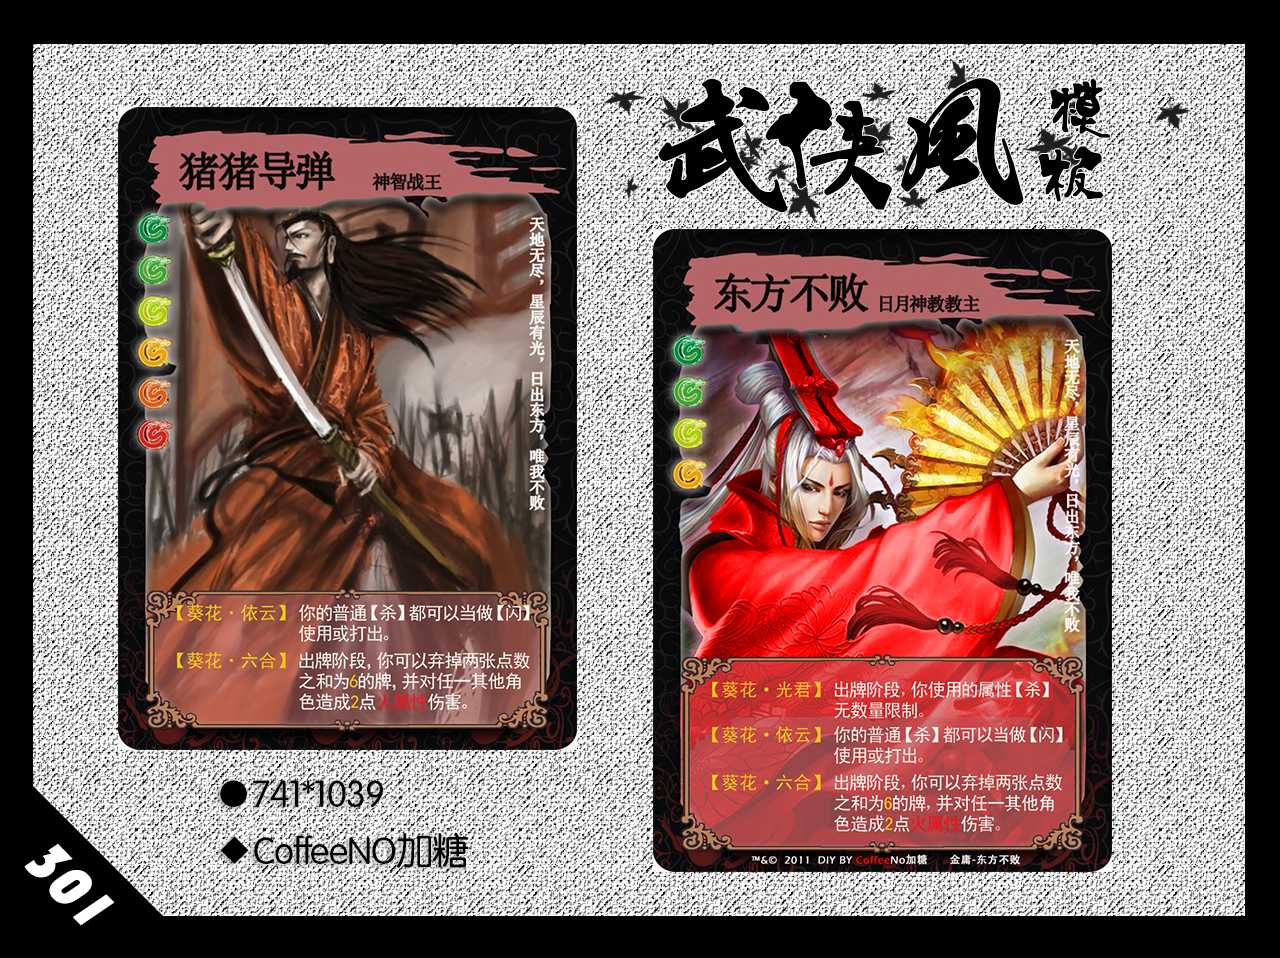 武侠風
模板
猪猪导弹 神智战王
天地无尽，星辰有光，日出东方，唯我不败
【葵花·依云】 你的普通【杀】都可以当做【闪】
使用或打出。
【葵花·六合】 出牌阶段，你可以弃掉两张点数
之和为6的牌，并对任一其他角
色造成2点火属性伤害。
东方不败 日月神教教主
天地无尽，星辰有光，日出东方，唯我不败
【葵花·光君】 出牌阶段，你使用的属性【杀】
无数量限制。
【葵花·依云】 你的普通【杀】都可以当做【闪】
使用或打出。
【葵花·六合】 出牌阶段，你可以弃掉两张点数
之和为6的牌，并对任一其他角
色造成2点火属性伤害。
™&© 2011 DIY BY CoffeeNo加糖 金庸-东方不败
●741*1039
◆CoffeeNO加糖
301